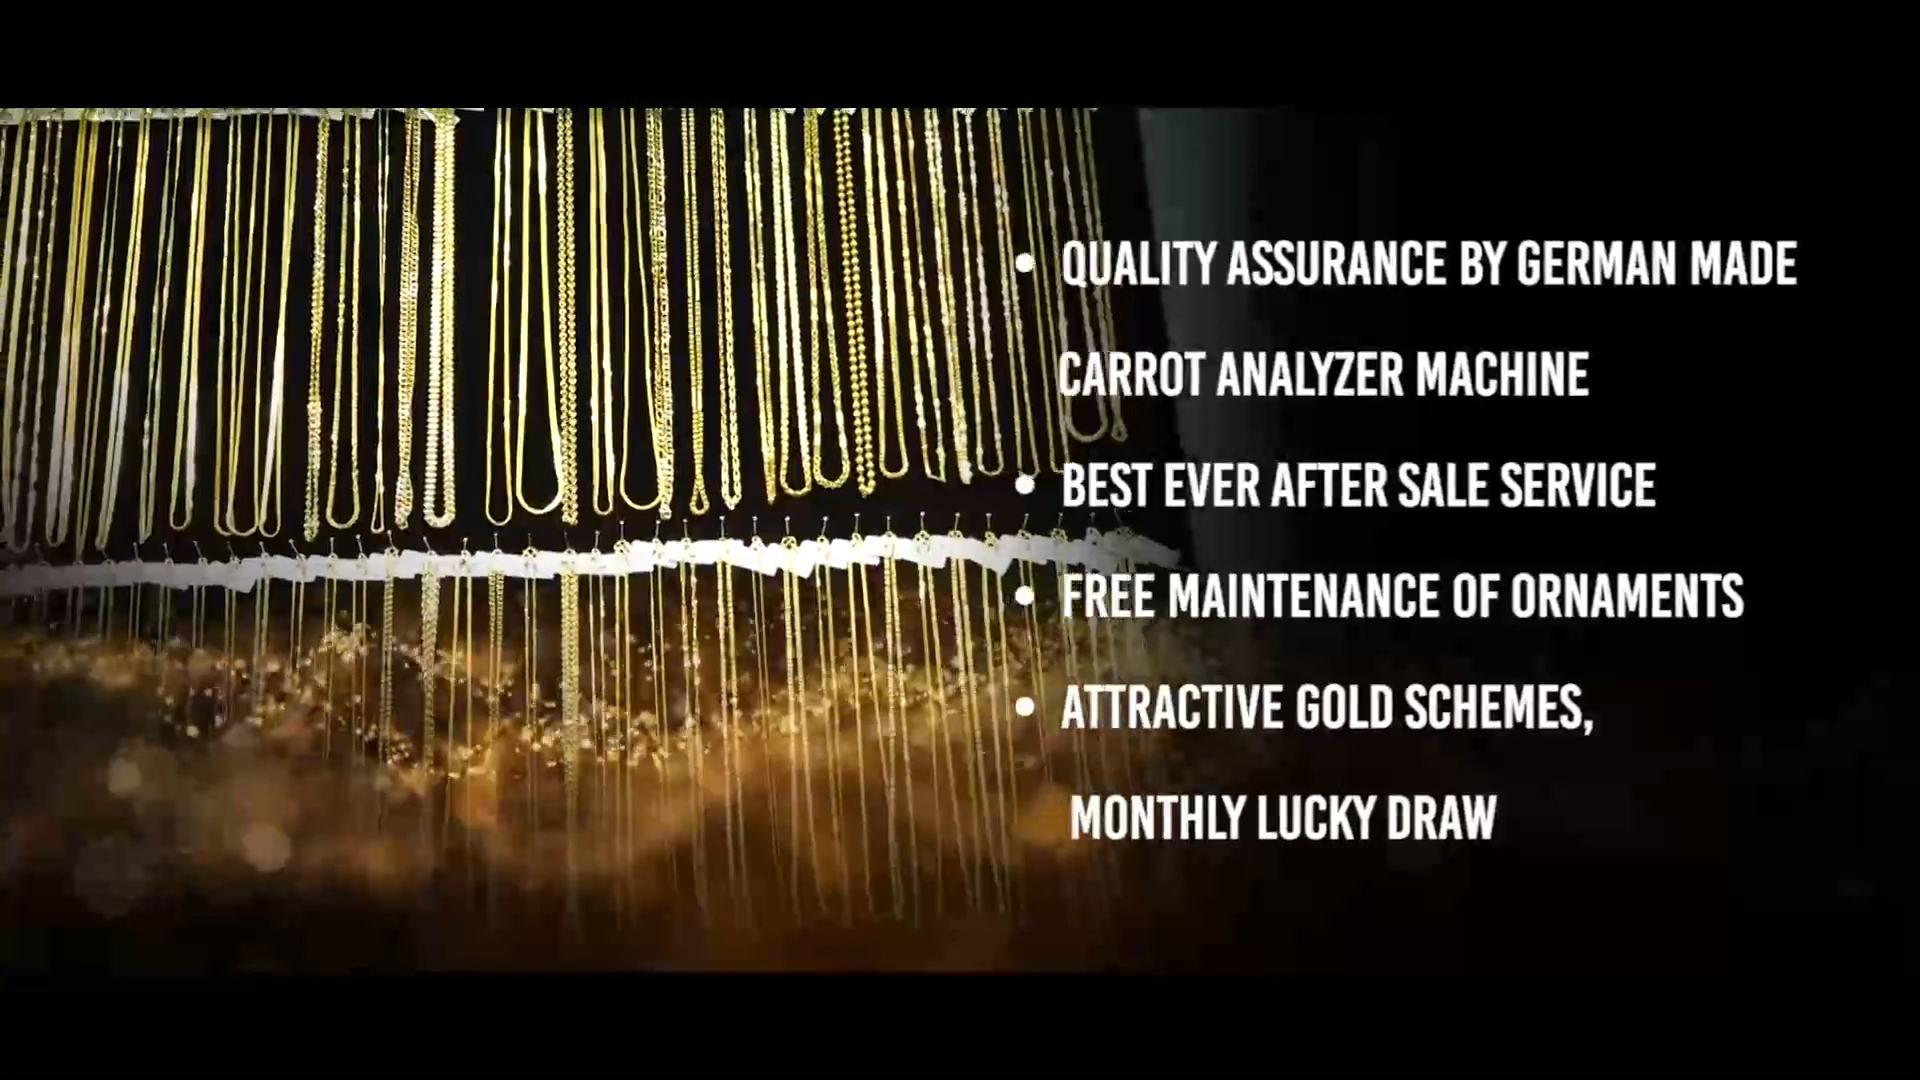 • QUALITY ASSURANCE BY GERMAN MADE
CARROT ANALYZER MACHINE
• BEST EVER AFTER SALE SERVICE
• FREE MAINTENANCE OF ORNAMENTS
• ATTRACTIVE GOLD SCHEMES,
MONTHLY LUCKY DRAW